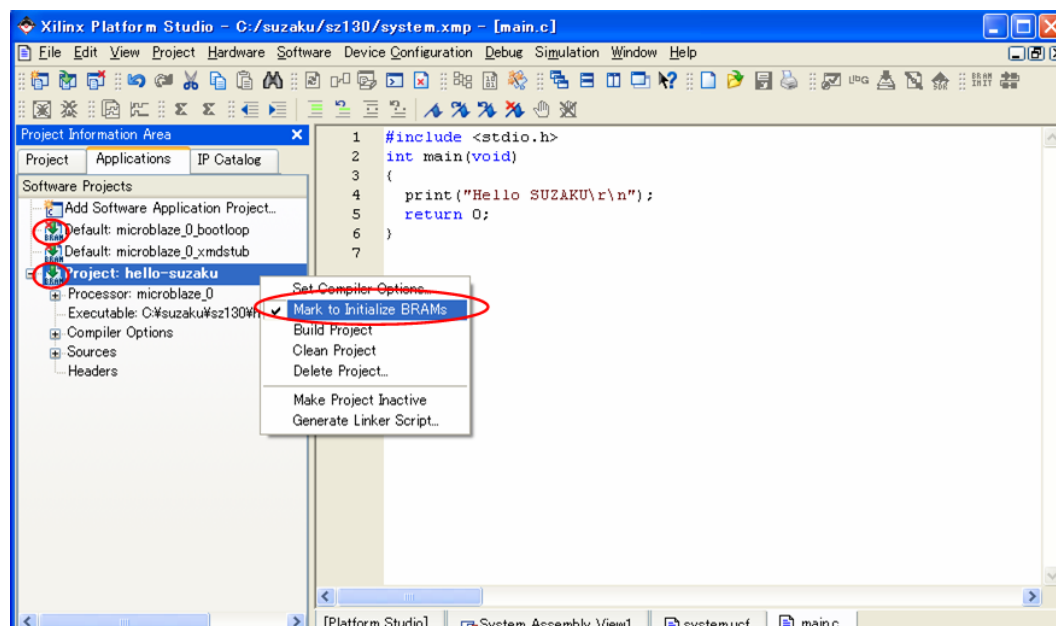 Xilinx Platform Studio - C:/suzaku/sz130/system.xmp - [main.c]
File Edit View Project Hardware Software Device Configuration Debug Simulation Window Help
Project Information Area
Project Applications IP Catalog
Software Projects
Add Software Application Project...
Default: microblaze_0_bootloop
Default: microblaze_0_xmdstub
Project: hello-suzaku
Processor: microblaze_0
Executable: C:¥suzaku¥sz130¥h
Compiler Options
Sources
Headers
Set Compiler Options...
Mark to Initialize BRAMs
Build Project
Clean Project
Delete Project...
Make Project Inactive
Generate Linker Script...
1 #include <stdio.h>
2 int main(void)
3 {
4 print("Hello SUZAKU\r\n");
5 return 0;
6 }
7
[Platform Studio] System Assembly View1 system.ucf main.c